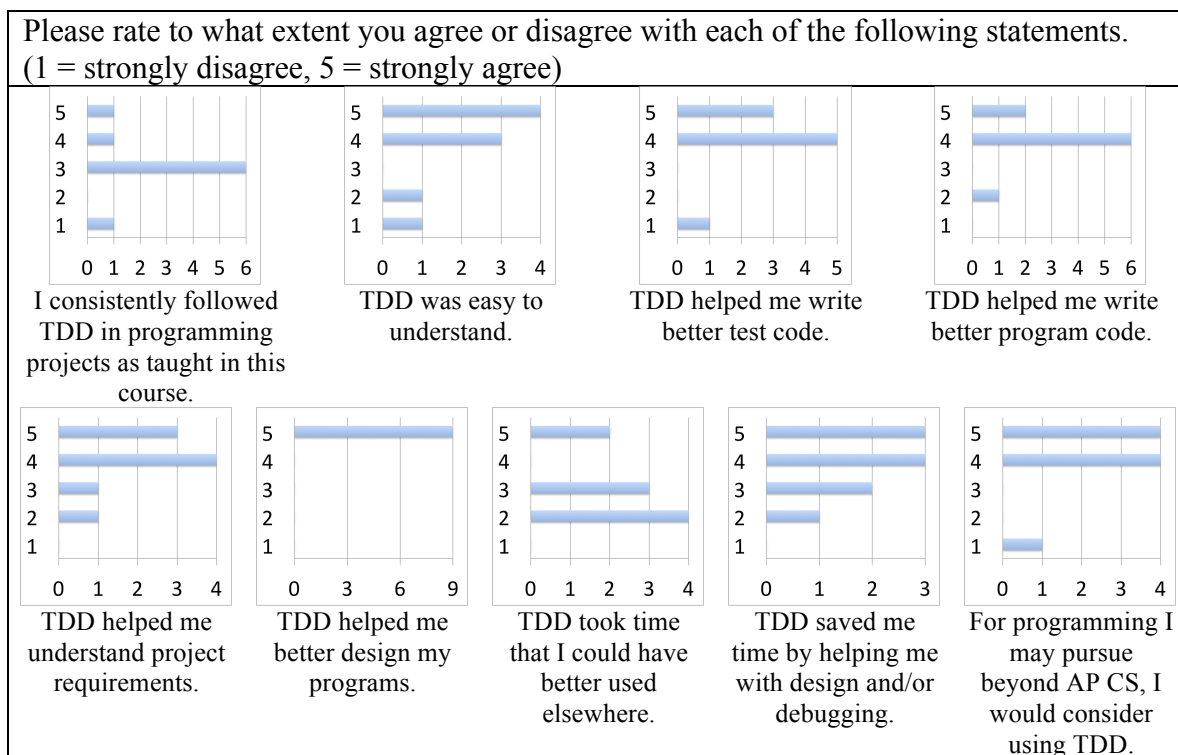 Please rate to what extent you agree or disagree with each of the following statements.
(1 = strongly disagree, 5 = strongly agree)
5
4
3
2
1
0 1 2 3 4 5 6
I consistently followed
TDD in programming
projects as taught in this
course.
5
4
3
2
1
0 1 2 3 4
TDD was easy to
understand.
5
4
3
2
1
0 1 2 3 4 5
TDD helped me write
better test code.
5
4
3
2
1
0 1 2 3 4 5 6
TDD helped me write
better program code.
5
4
3
2
1
0 1 2 3 4
TDD helped me
understand project
requirements.
5
4
3
2
1
0 3 6 9
TDD helped me
better design my
programs.
5
4
3
2
1
0 1 2 3 4
TDD took time
that I could have
better used
elsewhere.
5
4
3
2
1
0 1 2 3
TDD saved me
time by helping me
with design and/or
debugging.
5
4
3
2
1
0 1 2 3 4
For programming I
may pursue
beyond AP CS, I
would consider
using TDD.